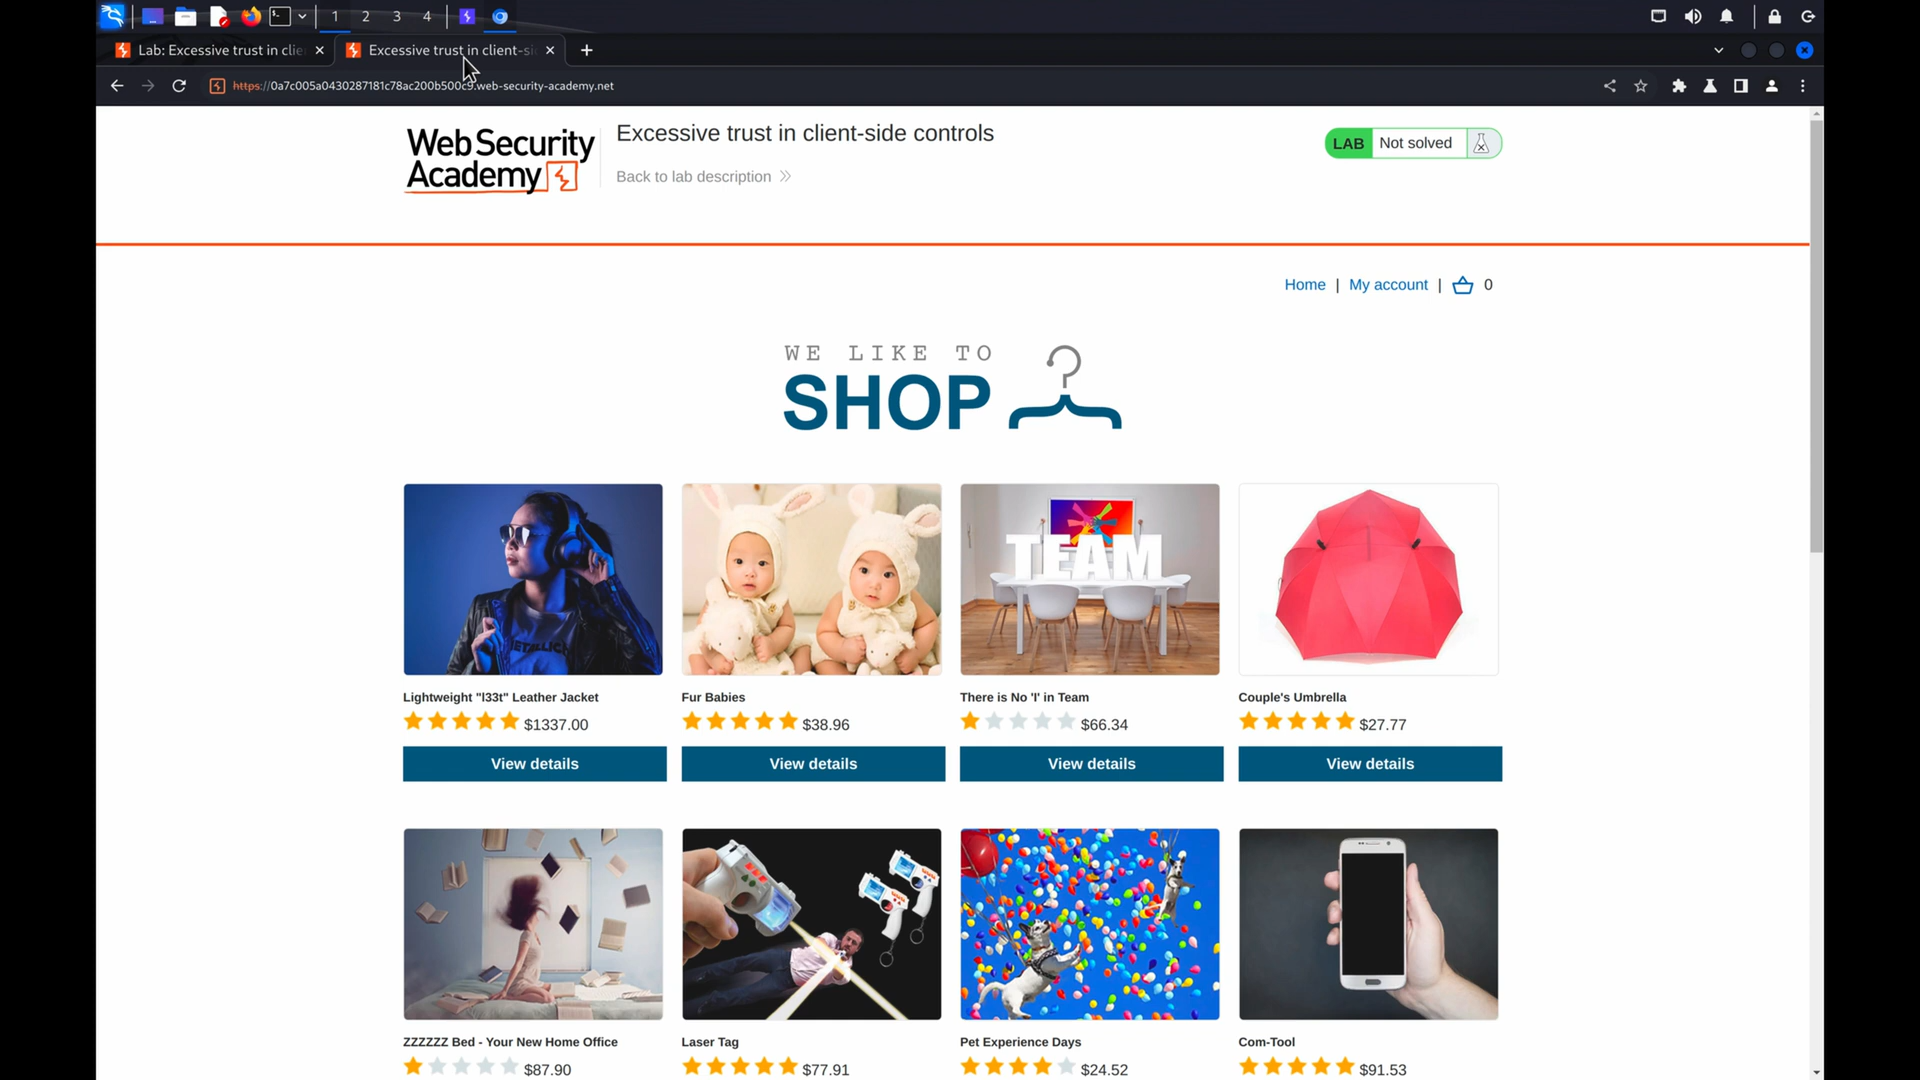 1 2 3 4
Lab: Excessive trust in clie
Excessive trust in client-si
https://0a7c005a0430287181c78ac200b500c9.web-security-academy.net
Web Security
Academy
Excessive trust in client-side controls
Back to lab description
LAB Not solved
Home | My account | 0
WE LIKE TO
SHOP
METALLICA
TEAM
Lightweight "l33t" Leather Jacket
$1337.00
View details
Fur Babies
$38.96
View details
There is No 'I' in Team
$66.34
View details
Couple's Umbrella
$27.77
View details
ZZZZZZ Bed - Your New Home Office
$87.90
Laser Tag
$77.91
Pet Experience Days
$24.52
Com-Tool
$91.53